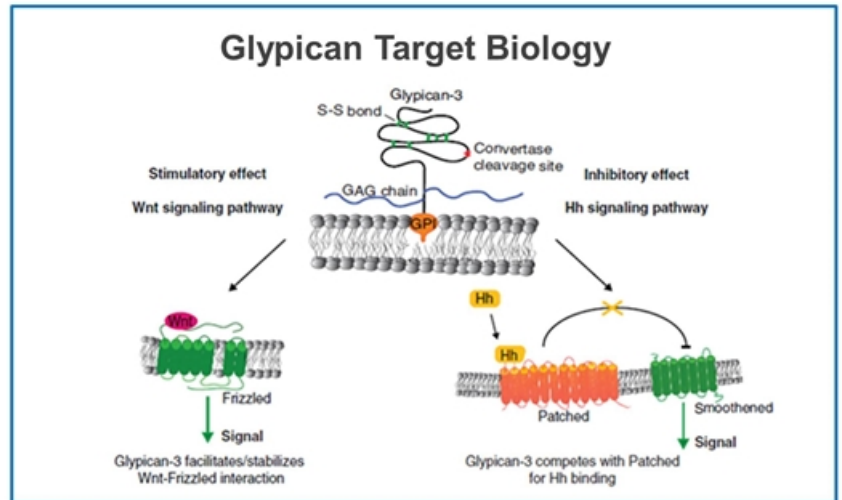 Glypican Target Biology
Glypican-3
S-S bond
Convertase
cleavage site
Stimulatory effect
Inhibitory effect
GAG chain
Wnt signaling pathway
Hh signaling pathway
GPI
Hh
Wnt
Hh
Frizzled
Patched
Smoothened
Signal
Signal
Glypican-3 facilitates/stabilizes
Wnt-Frizzled interaction
Glypican-3 competes with Patched
for Hh binding